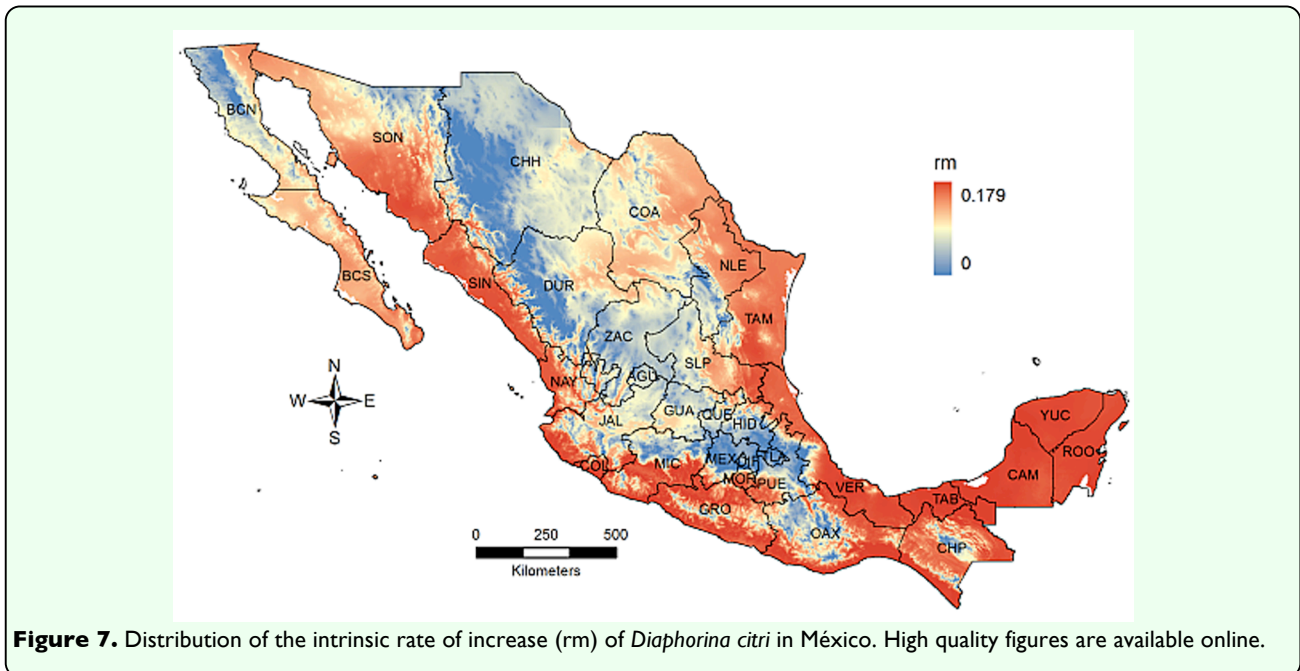 BCN
SON
CHH
COA
BCS
SIN
DUR
NLE
TAM
ZAC
SLP
NAY
AGU
JAL
GUA
QUE
HID
COL
MIC
MEX
DIF
TLA
MOR
PUE
VER
GRO
OAX
TAB
CHP
CAM
YUC
ROO
rm
0.179
0
N
W E
S
0 250 500
Kilometers
Figure 7. Distribution of the intrinsic rate of increase (rm) of Diaphorina citri in México. High quality figures are available online.